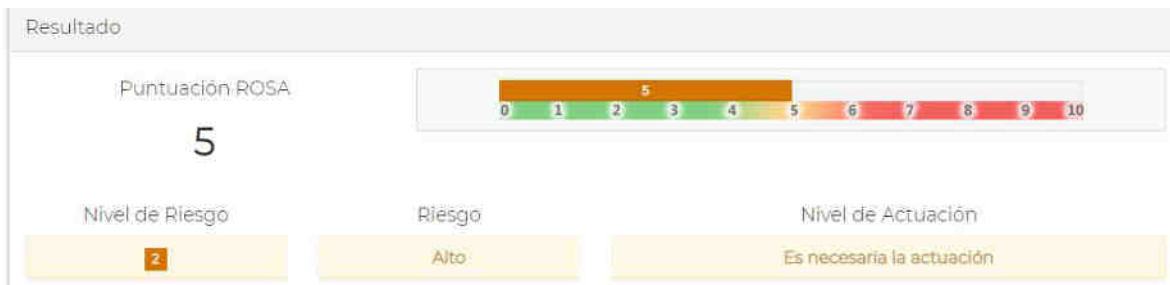 Resultado
Puntuación ROSA
5
5
0 1 2 3 4 5 6 7 8 9 10
Nivel de Riesgo
Riesgo
Nivel de Actuación
2
Alto
Es necesaria la actuación